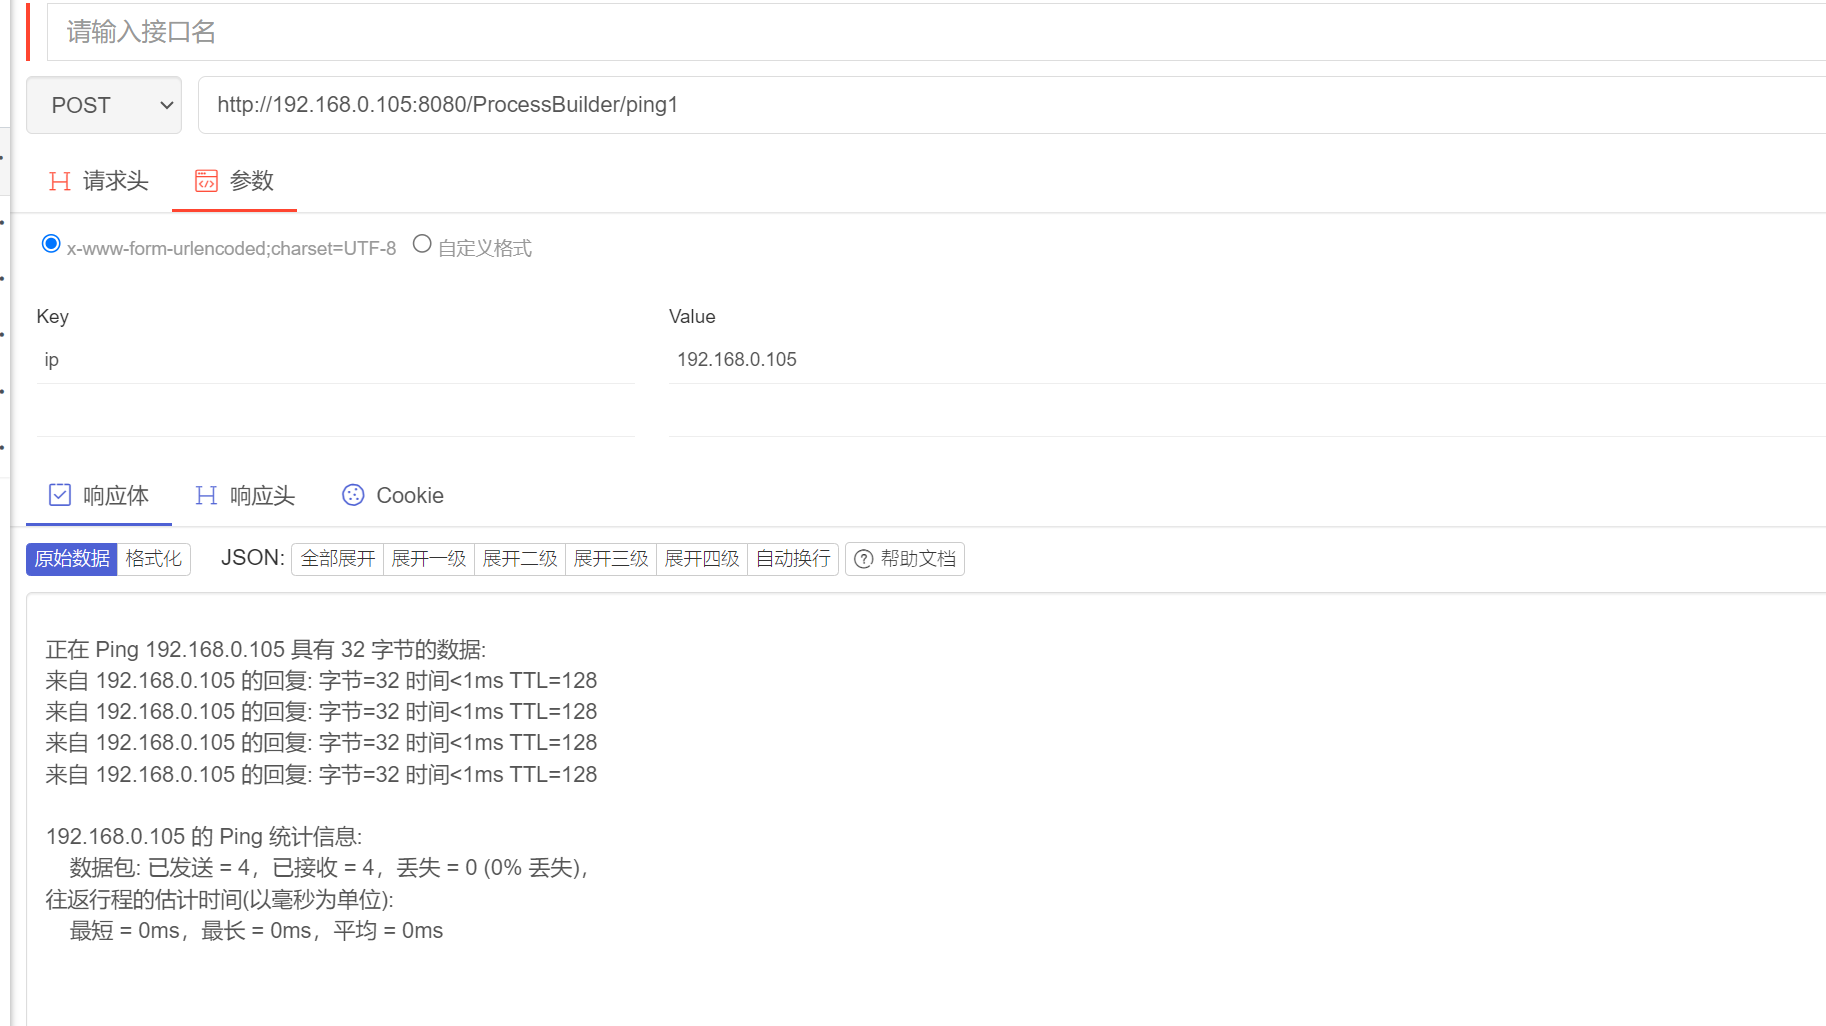 请输入接口名
POST http://192.168.0.105:8080/ProcessBuilder/ping1
请求头 参数
x-www-form-urlencoded;charset=UTF-8 自定义格式
Key Value
ip 192.168.0.105
响应体 响应头 Cookie
原始数据 格式化 JSON: 全部展开 展开一级 展开二级 展开三级 展开四级 自动换行 帮助文档
正在 Ping 192.168.0.105 具有 32 字节的数据:
来自 192.168.0.105 的回复: 字节=32 时间<1ms TTL=128
来自 192.168.0.105 的回复: 字节=32 时间<1ms TTL=128
来自 192.168.0.105 的回复: 字节=32 时间<1ms TTL=128
来自 192.168.0.105 的回复: 字节=32 时间<1ms TTL=128
192.168.0.105 的 Ping 统计信息:
数据包: 已发送 = 4，已接收 = 4，丢失 = 0 (0% 丢失)，
往返行程的估计时间(以毫秒为单位):
最短 = 0ms，最长 = 0ms，平均 = 0ms